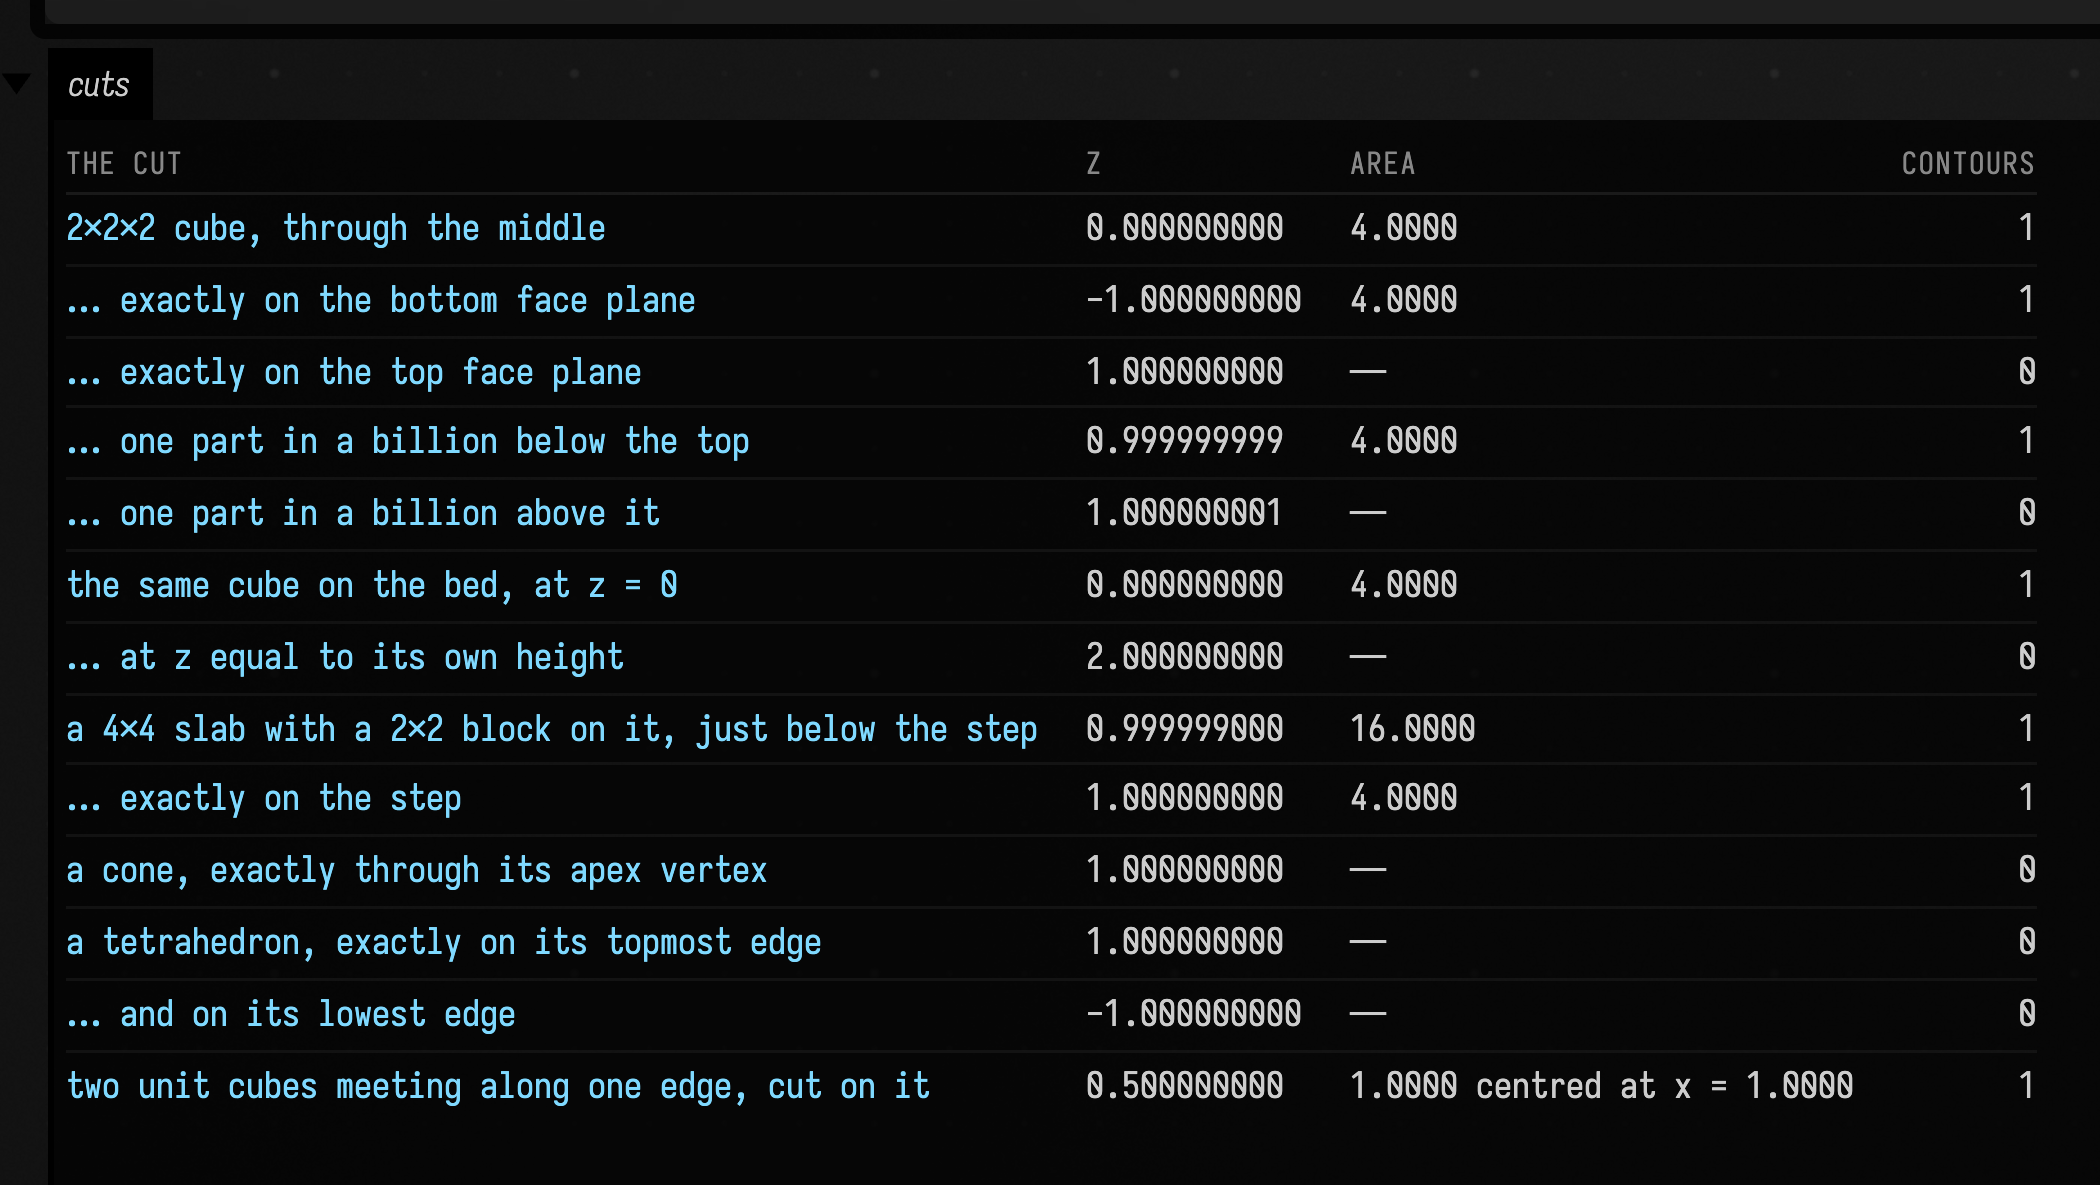 cuts
THE CUT Z AREA CONTOURS
2×2×2 cube, through the middle 0.000000000 4.0000 1
... exactly on the bottom face plane −1.000000000 4.0000 1
... exactly on the top face plane 1.000000000 — 0
... one part in a billion below the top 0.999999999 4.0000 1
... one part in a billion above it 1.000000001 — 0
the same cube on the bed, at z = 0 0.000000000 4.0000 1
... at z equal to its own height 2.000000000 — 0
a 4×4 slab with a 2×2 block on it, just below the step 0.999999000 16.0000 1
... exactly on the step 1.000000000 4.0000 1
a cone, exactly through its apex vertex 1.000000000 — 0
a tetrahedron, exactly on its topmost edge 1.000000000 — 0
... and on its lowest edge −1.000000000 — 0
two unit cubes meeting along one edge, cut on it 0.500000000 1.0000 centred at x = 1.0000 1